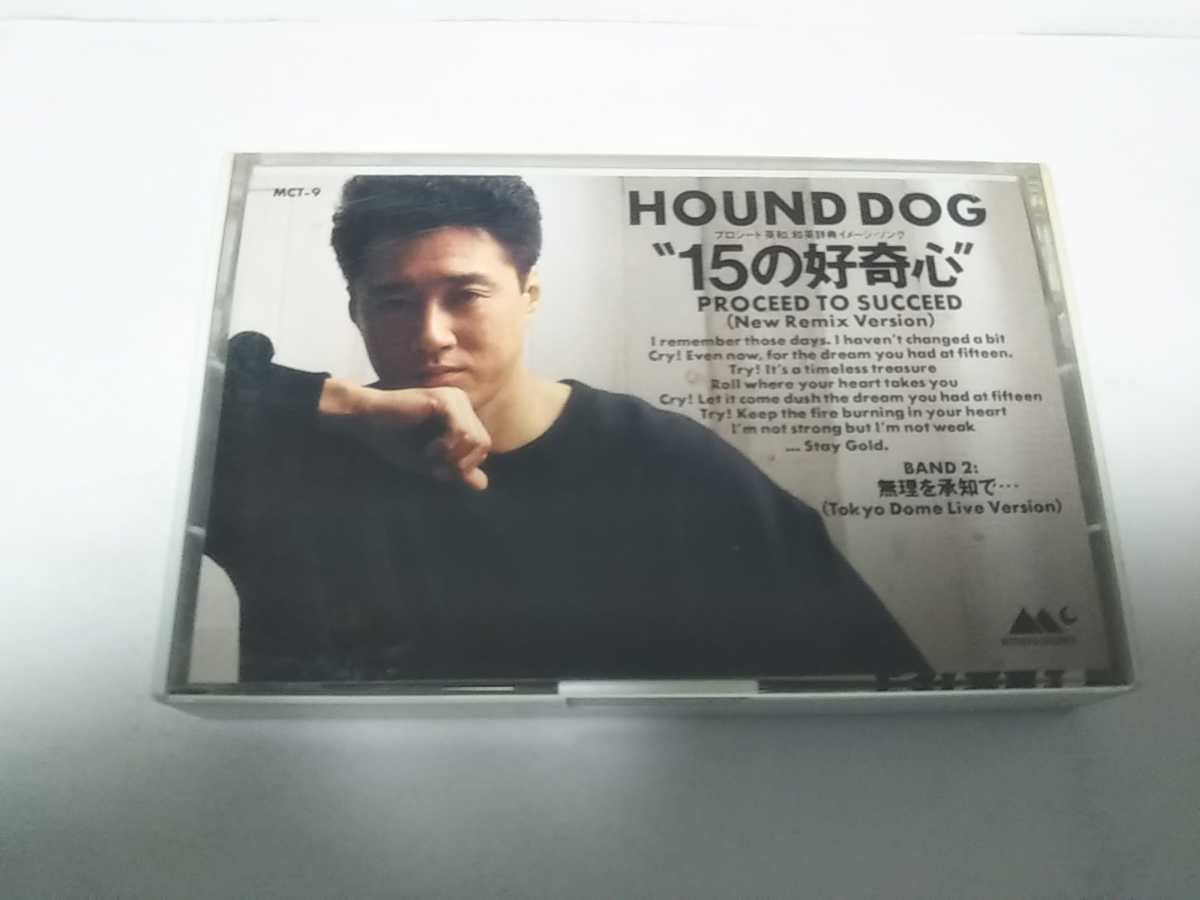 MCT-9
HOUND DOG
プロシード英和、和英辞典イメージ・ソング
"15の好奇心"
PROCEED TO SUCCEED
(New Remix Version)
I remember those days. I haven't changed a bit
Cry! Even now, for the dream you had at fifteen.
Try! It's a timeless treasure
Roll where your heart takes you
Cry! Let it come dush the dream you had at fifteen
Try! Keep the fire burning in your heart
I'm not strong but I'm not weak
.... Stay Gold.
BAND 2:
無理を承知で…
(Tokyo Dome Live Version)